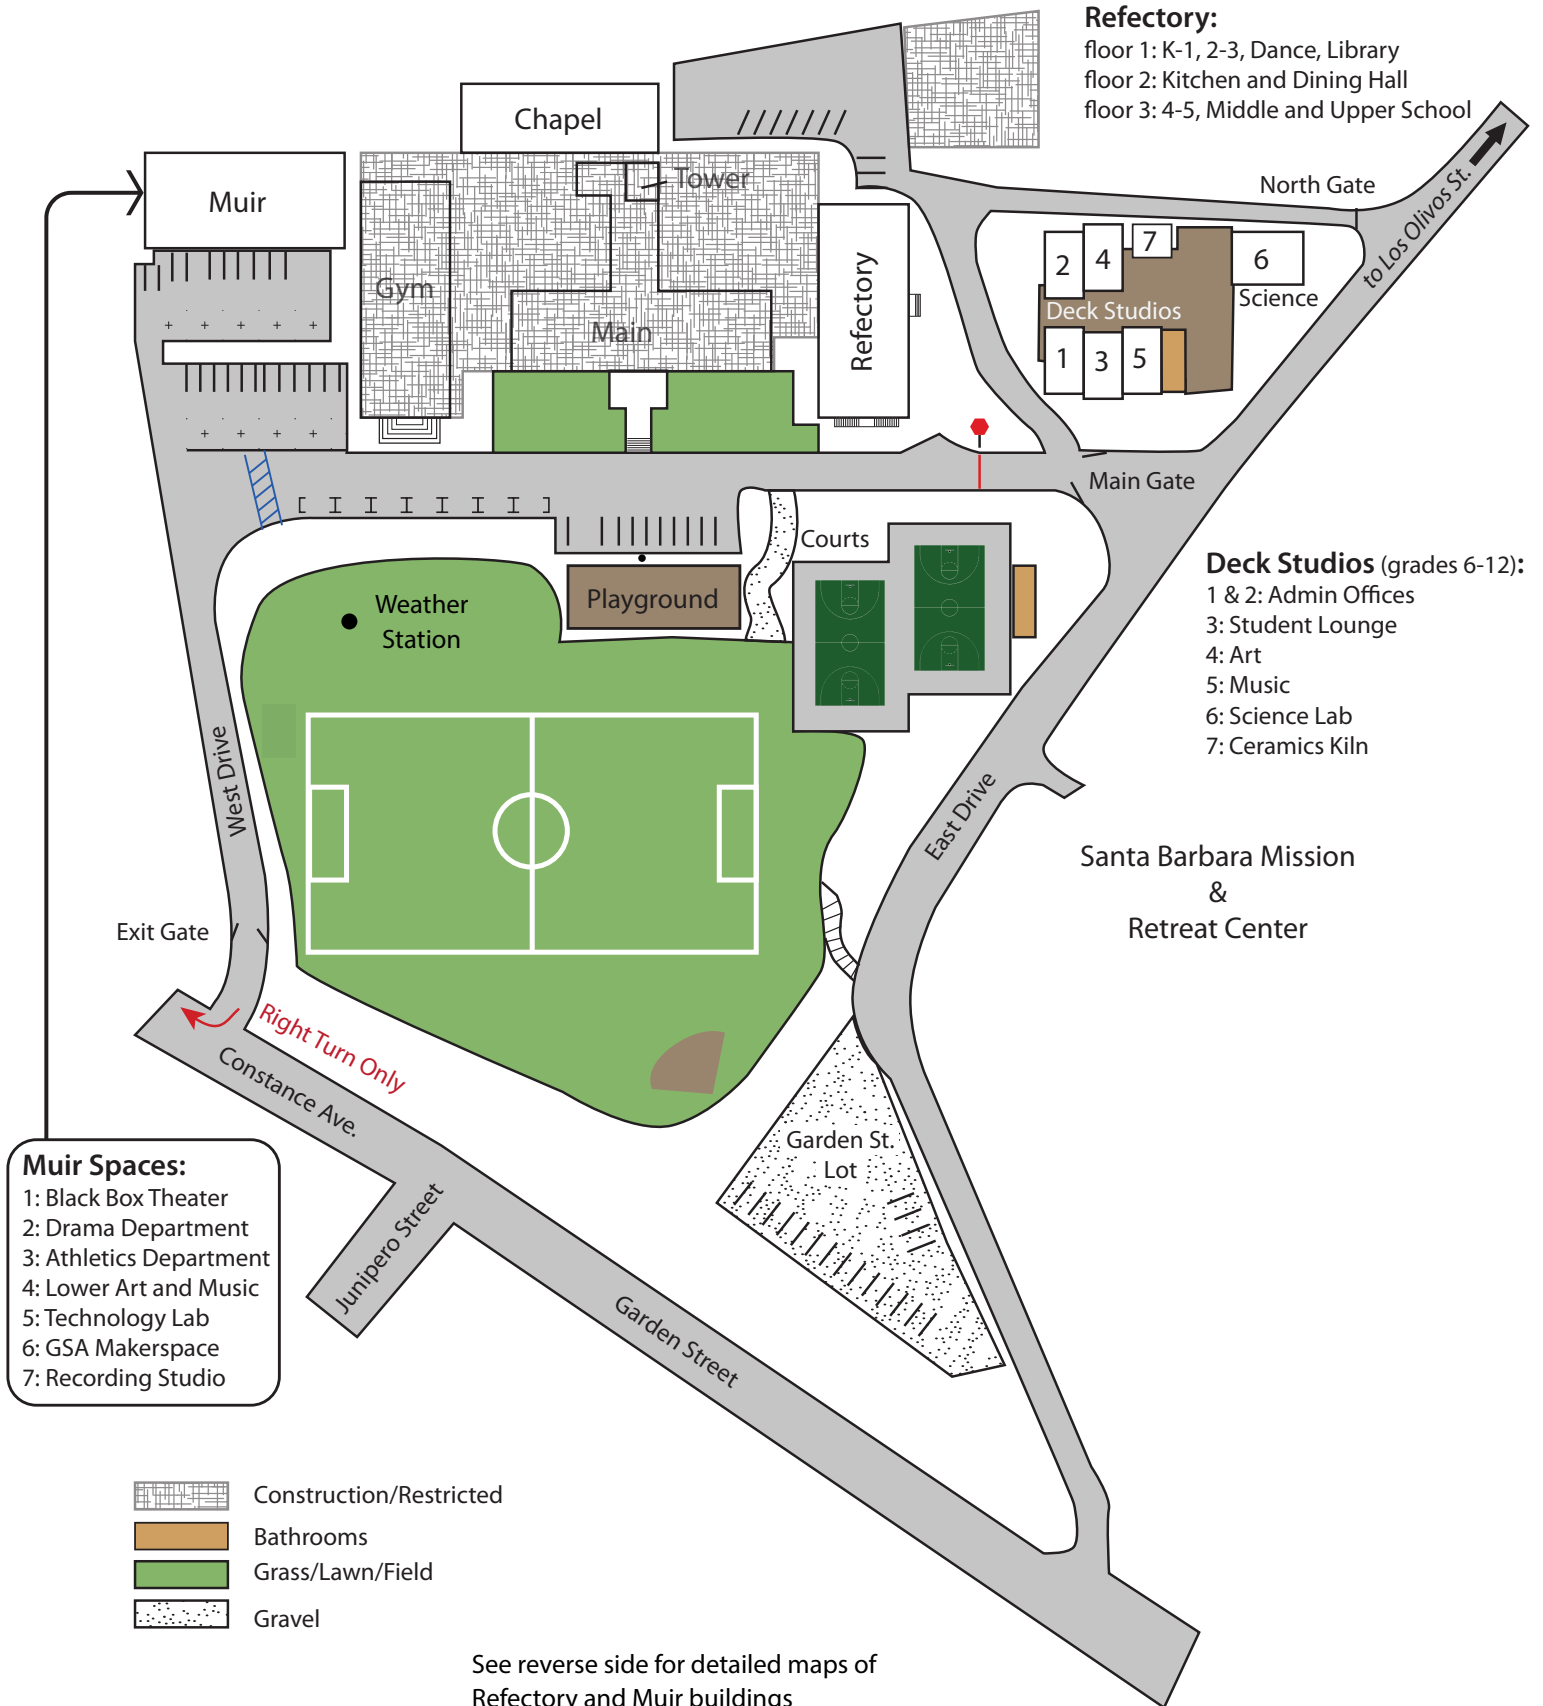 Refectory:
floor 1: K-1, 2-3, Dance, Library
floor 2: Kitchen and Dining Hall
floor 3: 4-5, Middle and Upper School
Chapel
Tower
Muir
Gym
Main
Refectory
North Gate
to Los Olivos St.
2
4
7
6
Science
Deck Studios
1
3
5
Main Gate
Courts
Playground
Weather
Station
Deck Studios (grades 6-12):
1 & 2: Admin Offices
3: Student Lounge
4: Art
5: Music
6: Science Lab
7: Ceramics Kiln
West Drive
East Drive
Santa Barbara Mission
&
Retreat Center
Exit Gate
Right Turn Only
Constance Ave.
Junipero Street
Garden Street
Garden St.
Lot
Muir Spaces:
1: Black Box Theater
2: Drama Department
3: Athletics Department
4: Lower Art and Music
5: Technology Lab
6: GSA Makerspace
7: Recording Studio
Construction/Restricted
Bathrooms
Grass/Lawn/Field
Gravel
See reverse side for detailed maps of
Refectory and Muir buildings